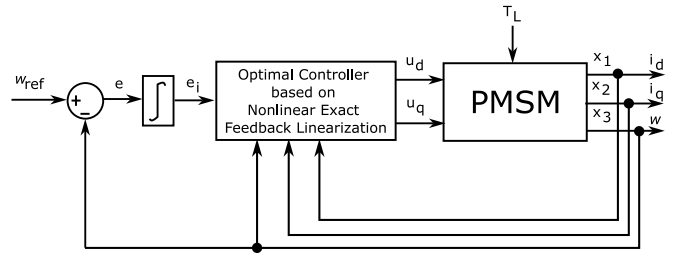 T_L
w_ref
+
-
e
∫
e_i
Optimal Controller
based on
Nonlinear Exact
Feedback Linearization
u_d
u_q
PMSM
x_1
x_2
x_3
i_d
i_q
w